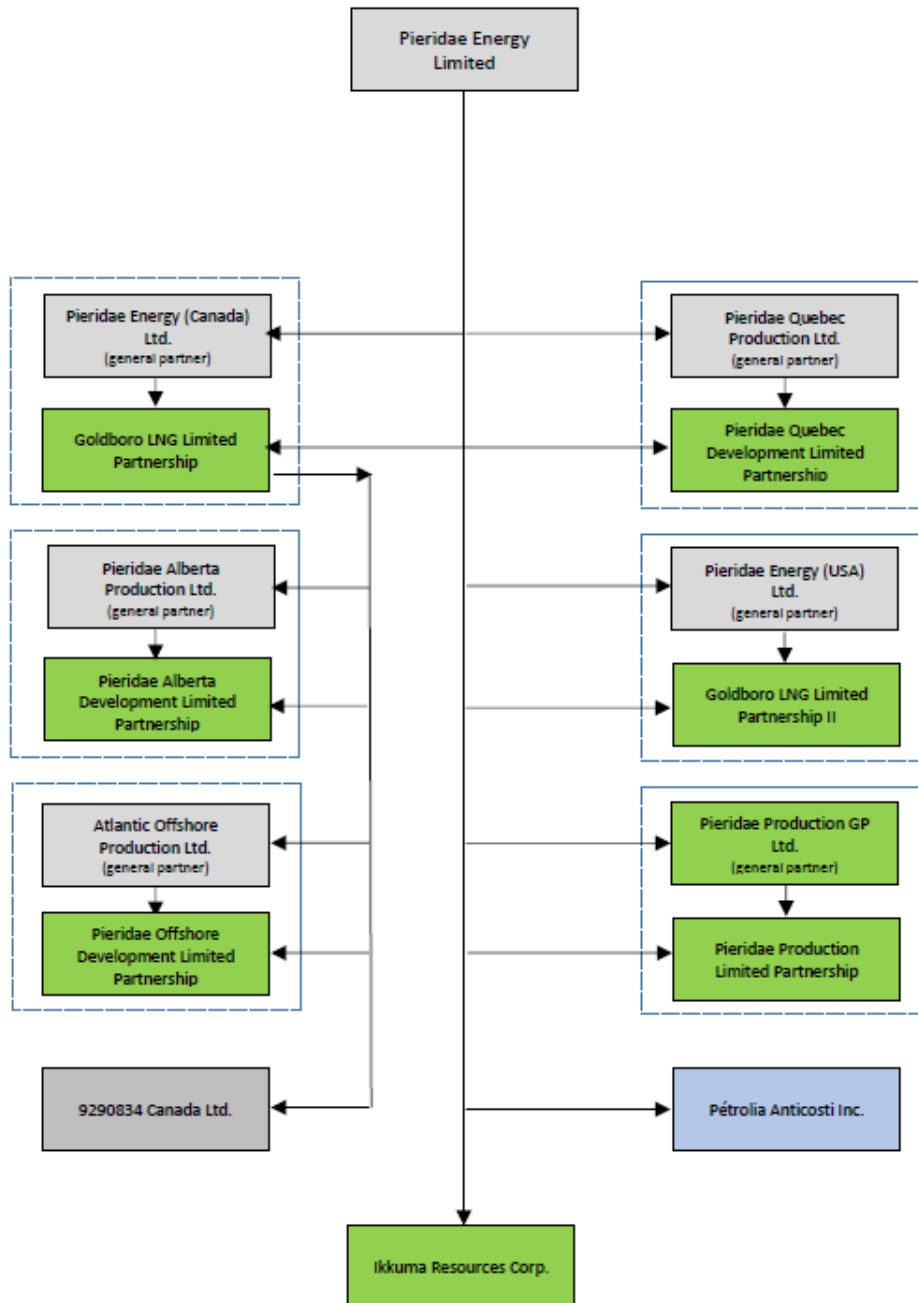 Pieridae Energy
Limited
Pieridae Energy (Canada)
Ltd.
(general partner)
Goldboro LNG Limited
Partnership
Pieridae Quebec
Production Ltd.
(general partner)
Pieridae Quebec
Development Limited
Partnership
Pieridae Alberta
Production Ltd.
(general partner)
Pieridae Alberta
Development Limited
Partnership
Pieridae Energy (USA)
Ltd.
(general partner)
Goldboro LNG Limited
Partnership II
Atlantic Offshore
Production Ltd.
(general partner)
Pieridae Offshore
Development Limited
Partnership
Pieridae Production GP
Ltd.
(general partner)
Pieridae Production
Limited Partnership
9290834 Canada Ltd.
Pétrolia Anticosti Inc.
Ikkuma Resources Corp.